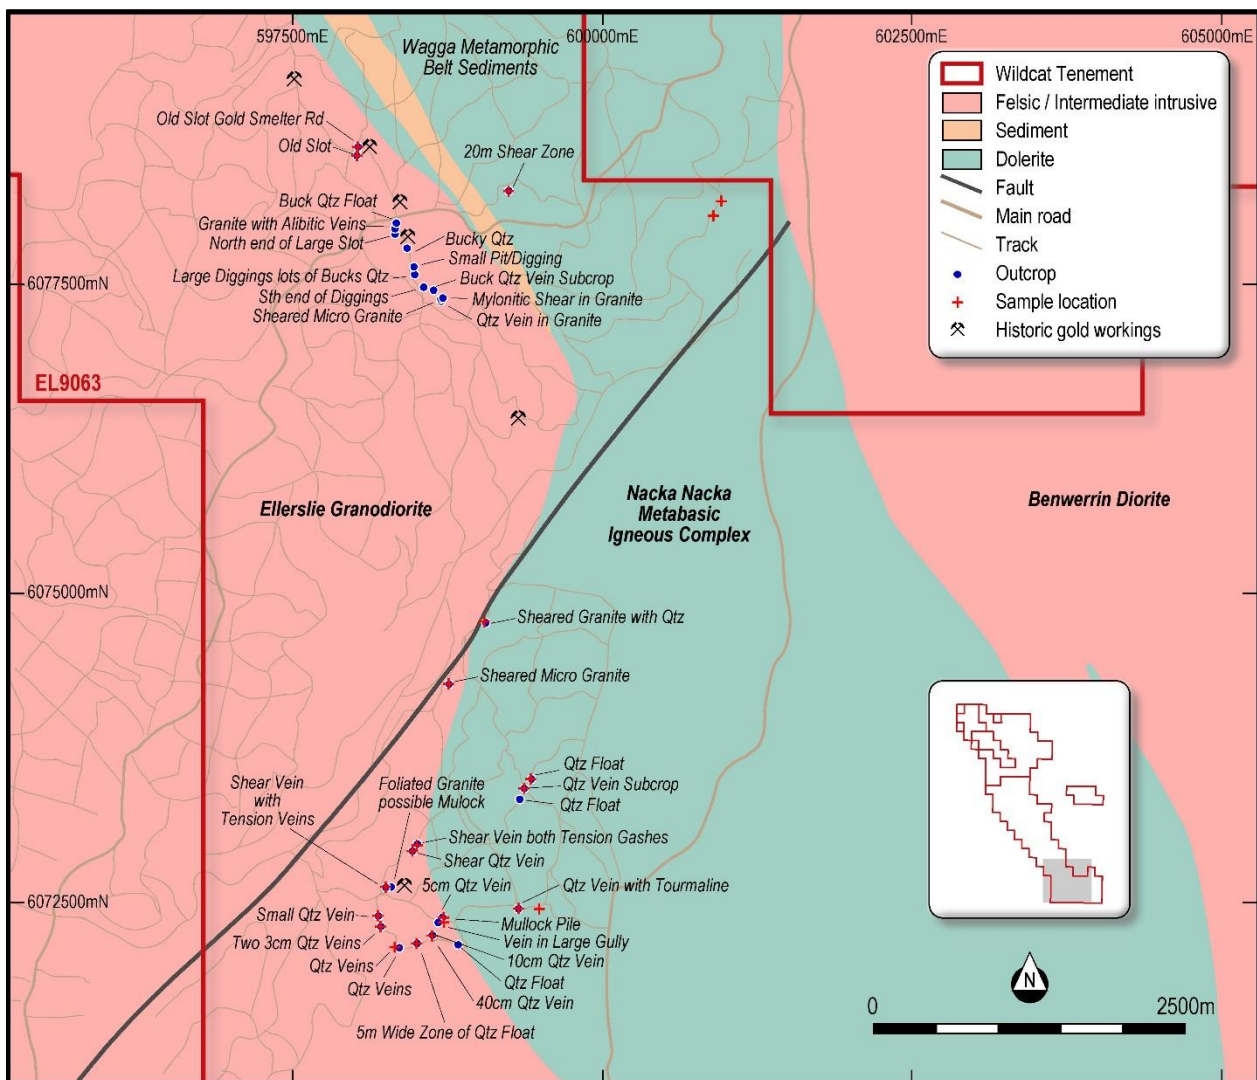 597500mE
600000mE
602500mE
605000mE
Wagga Metamorphic
Belt Sediments
Old Slot Gold Smelter Rd
Old Slot
20m Shear Zone
Buck Qtz Float
Granite with Alibitic Veins
North end of Large Slot
Bucky Qtz
Small Pit/Digging
Large Diggings lots of Bucks Qtz
Buck Qtz Vein Subcrop
Sth end of Diggings
Mylonitic Shear in Granite
Sheared Micro Granite
Qtz Vein in Granite
6077500mN
EL9063
Wildcat Tenement
Felsic / Intermediate intrusive
Sediment
Dolerite
Fault
Main road
Track
Outcrop
Sample location
Historic gold workings
Ellerslie Granodiorite
Nacka Nacka
Metabasic
Igneous Complex
Benwerrin Diorite
6075000mN
Sheared Granite with Qtz
Sheared Micro Granite
Qtz Float
Qtz Vein Subcrop
Qtz Float
Shear Vein
with
Tension Veins
Foliated Granite
possible Mulock
Shear Vein both Tension Gashes
Shear Qtz Vein
5cm Qtz Vein
Qtz Vein with Tourmaline
6072500mN
Small Qtz Vein
Mullock Pile
Two 3cm Qtz Veins
Vein in Large Gully
Qtz Veins
10cm Qtz Vein
Qtz Veins
Qtz Float
40cm Qtz Vein
5m Wide Zone of Qtz Float
N
0
2500m